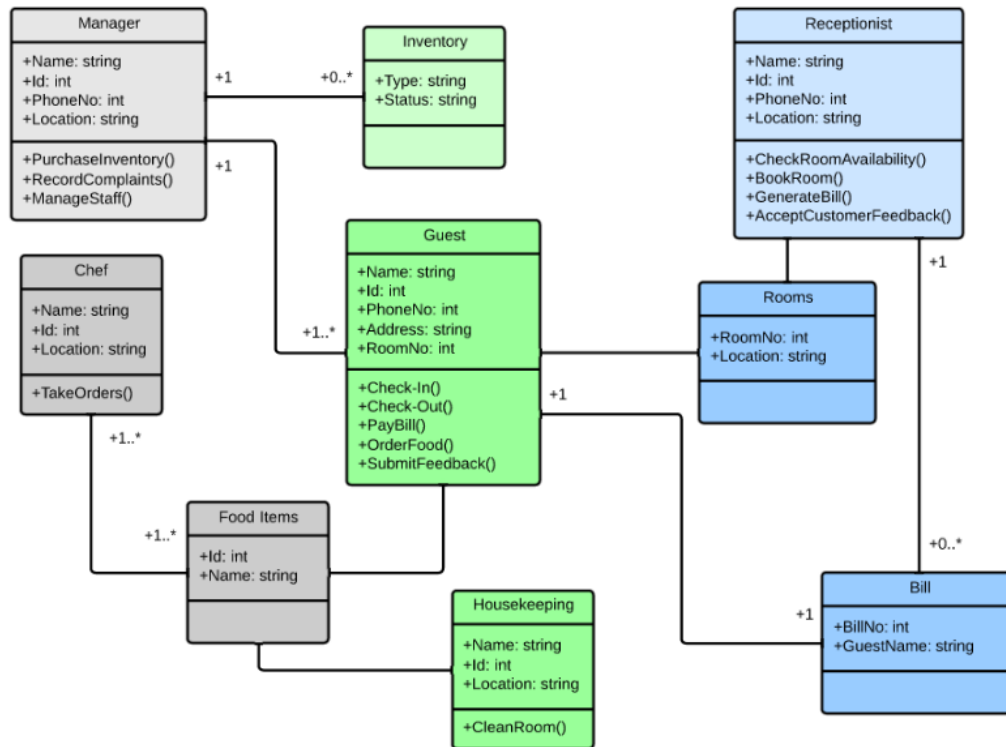 Manager
+Name: string
+Id: int
+PhoneNo: int
+Location: string
+PurchaseInventory()
+RecordComplaints()
+ManageStaff()
+1
+0..*
Inventory
+Type: string
+Status: string
Receptionist
+Name: string
+Id: int
+PhoneNo: int
+Location: string
+CheckRoomAvailability()
+BookRoom()
+GenerateBill()
+AcceptCustomerFeedback()
+1
+1..*
Guest
+Name: string
+Id: int
+PhoneNo: int
+Address: string
+RoomNo: int
+Check-In()
+Check-Out()
+PayBill()
+OrderFood()
+SubmitFeedback()
+1
Chef
+Name: string
+Id: int
+Location: string
+TakeOrders()
+1..*
+1..*
Rooms
+RoomNo: int
+Location: string
+1
+0..*
Food Items
+Id: int
+Name: string
Housekeeping
+Name: string
+Id: int
+Location: string
+CleanRoom()
+1
Bill
+BillNo: int
+GuestName: string